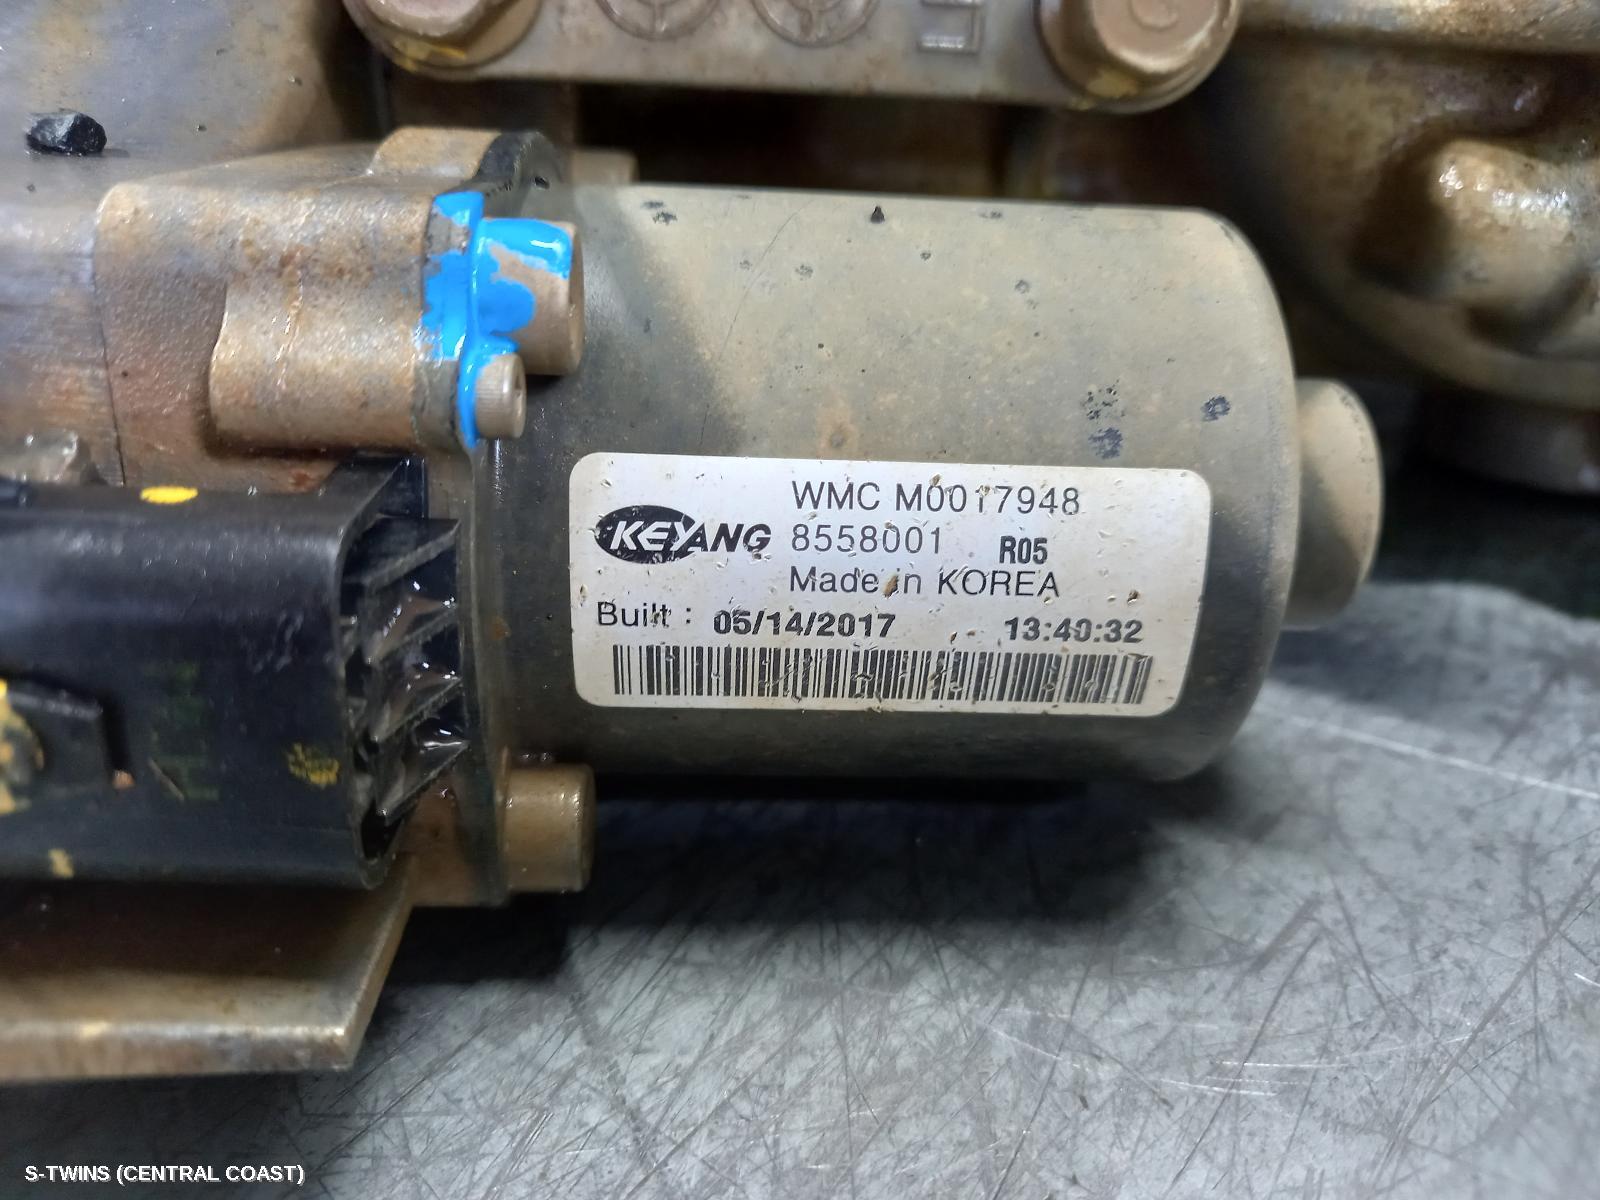 WMC M0017948
KEYANG 8558001 R05
Made in KOREA
Built : 05/14/2017 13:40:32
S-TWINS (CENTRAL COAST)